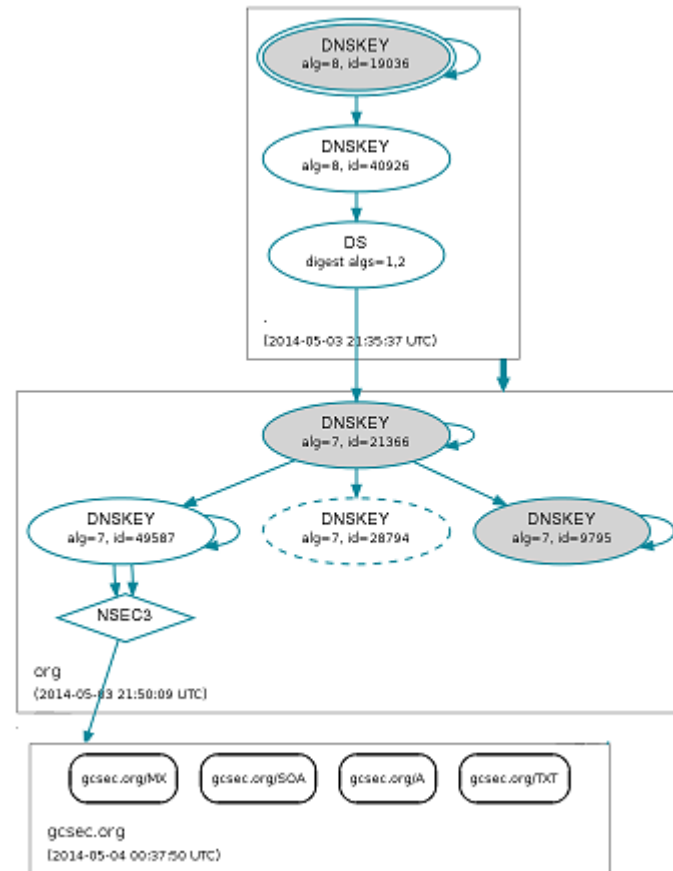 DNSKEY
alg=8, id=19036
DNSKEY
alg=8, id=40926
DS
digest algs=1,2
.
(2014-05-03 21:35:37 UTC)
DNSKEY
alg=7, id=21366
DNSKEY
alg=7, id=49587
DNSKEY
alg=7, id=28794
DNSKEY
alg=7, id=9795
NSEC3
org
(2014-05-03 21:50:09 UTC)
gcsec.org/MX
gcsec.org/SOA
gcsec.org/A
gcsec.org/TXT
gcsec.org
(2014-05-04 00:37:50 UTC)